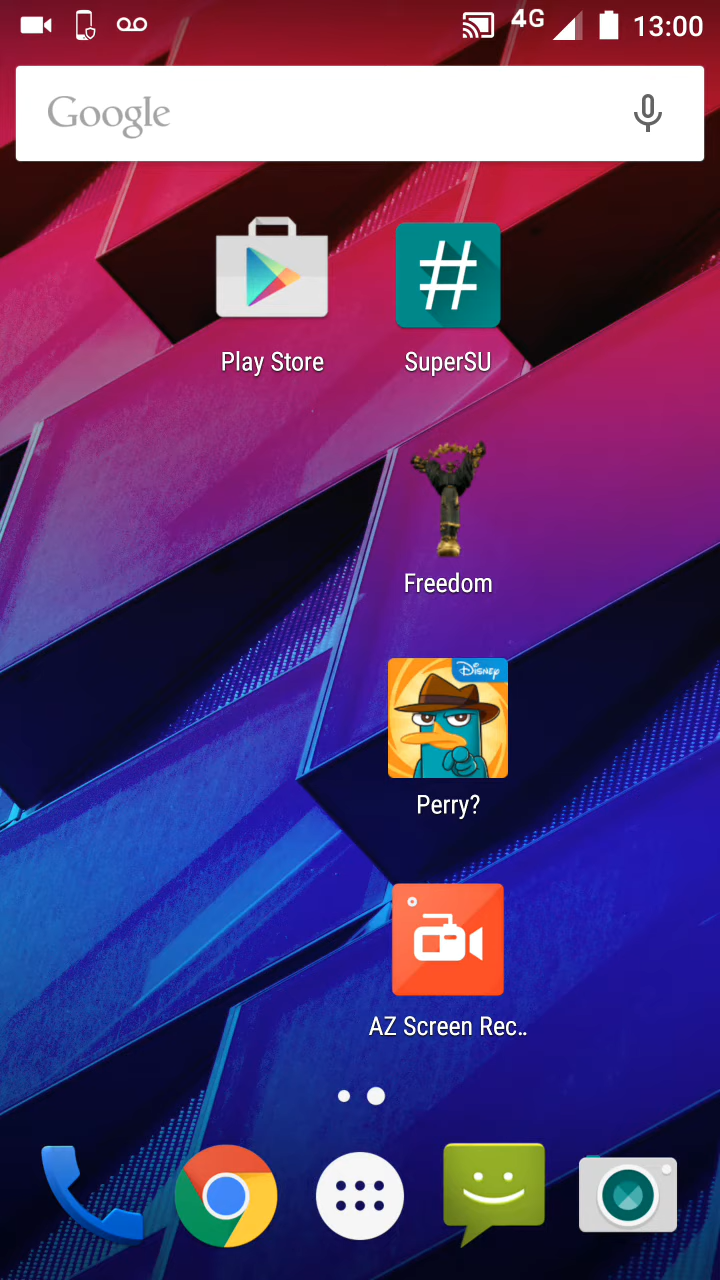 4G 13:00
Google
Play Store SuperSU
Freedom
Disney
Perry?
AZ Screen Rec..